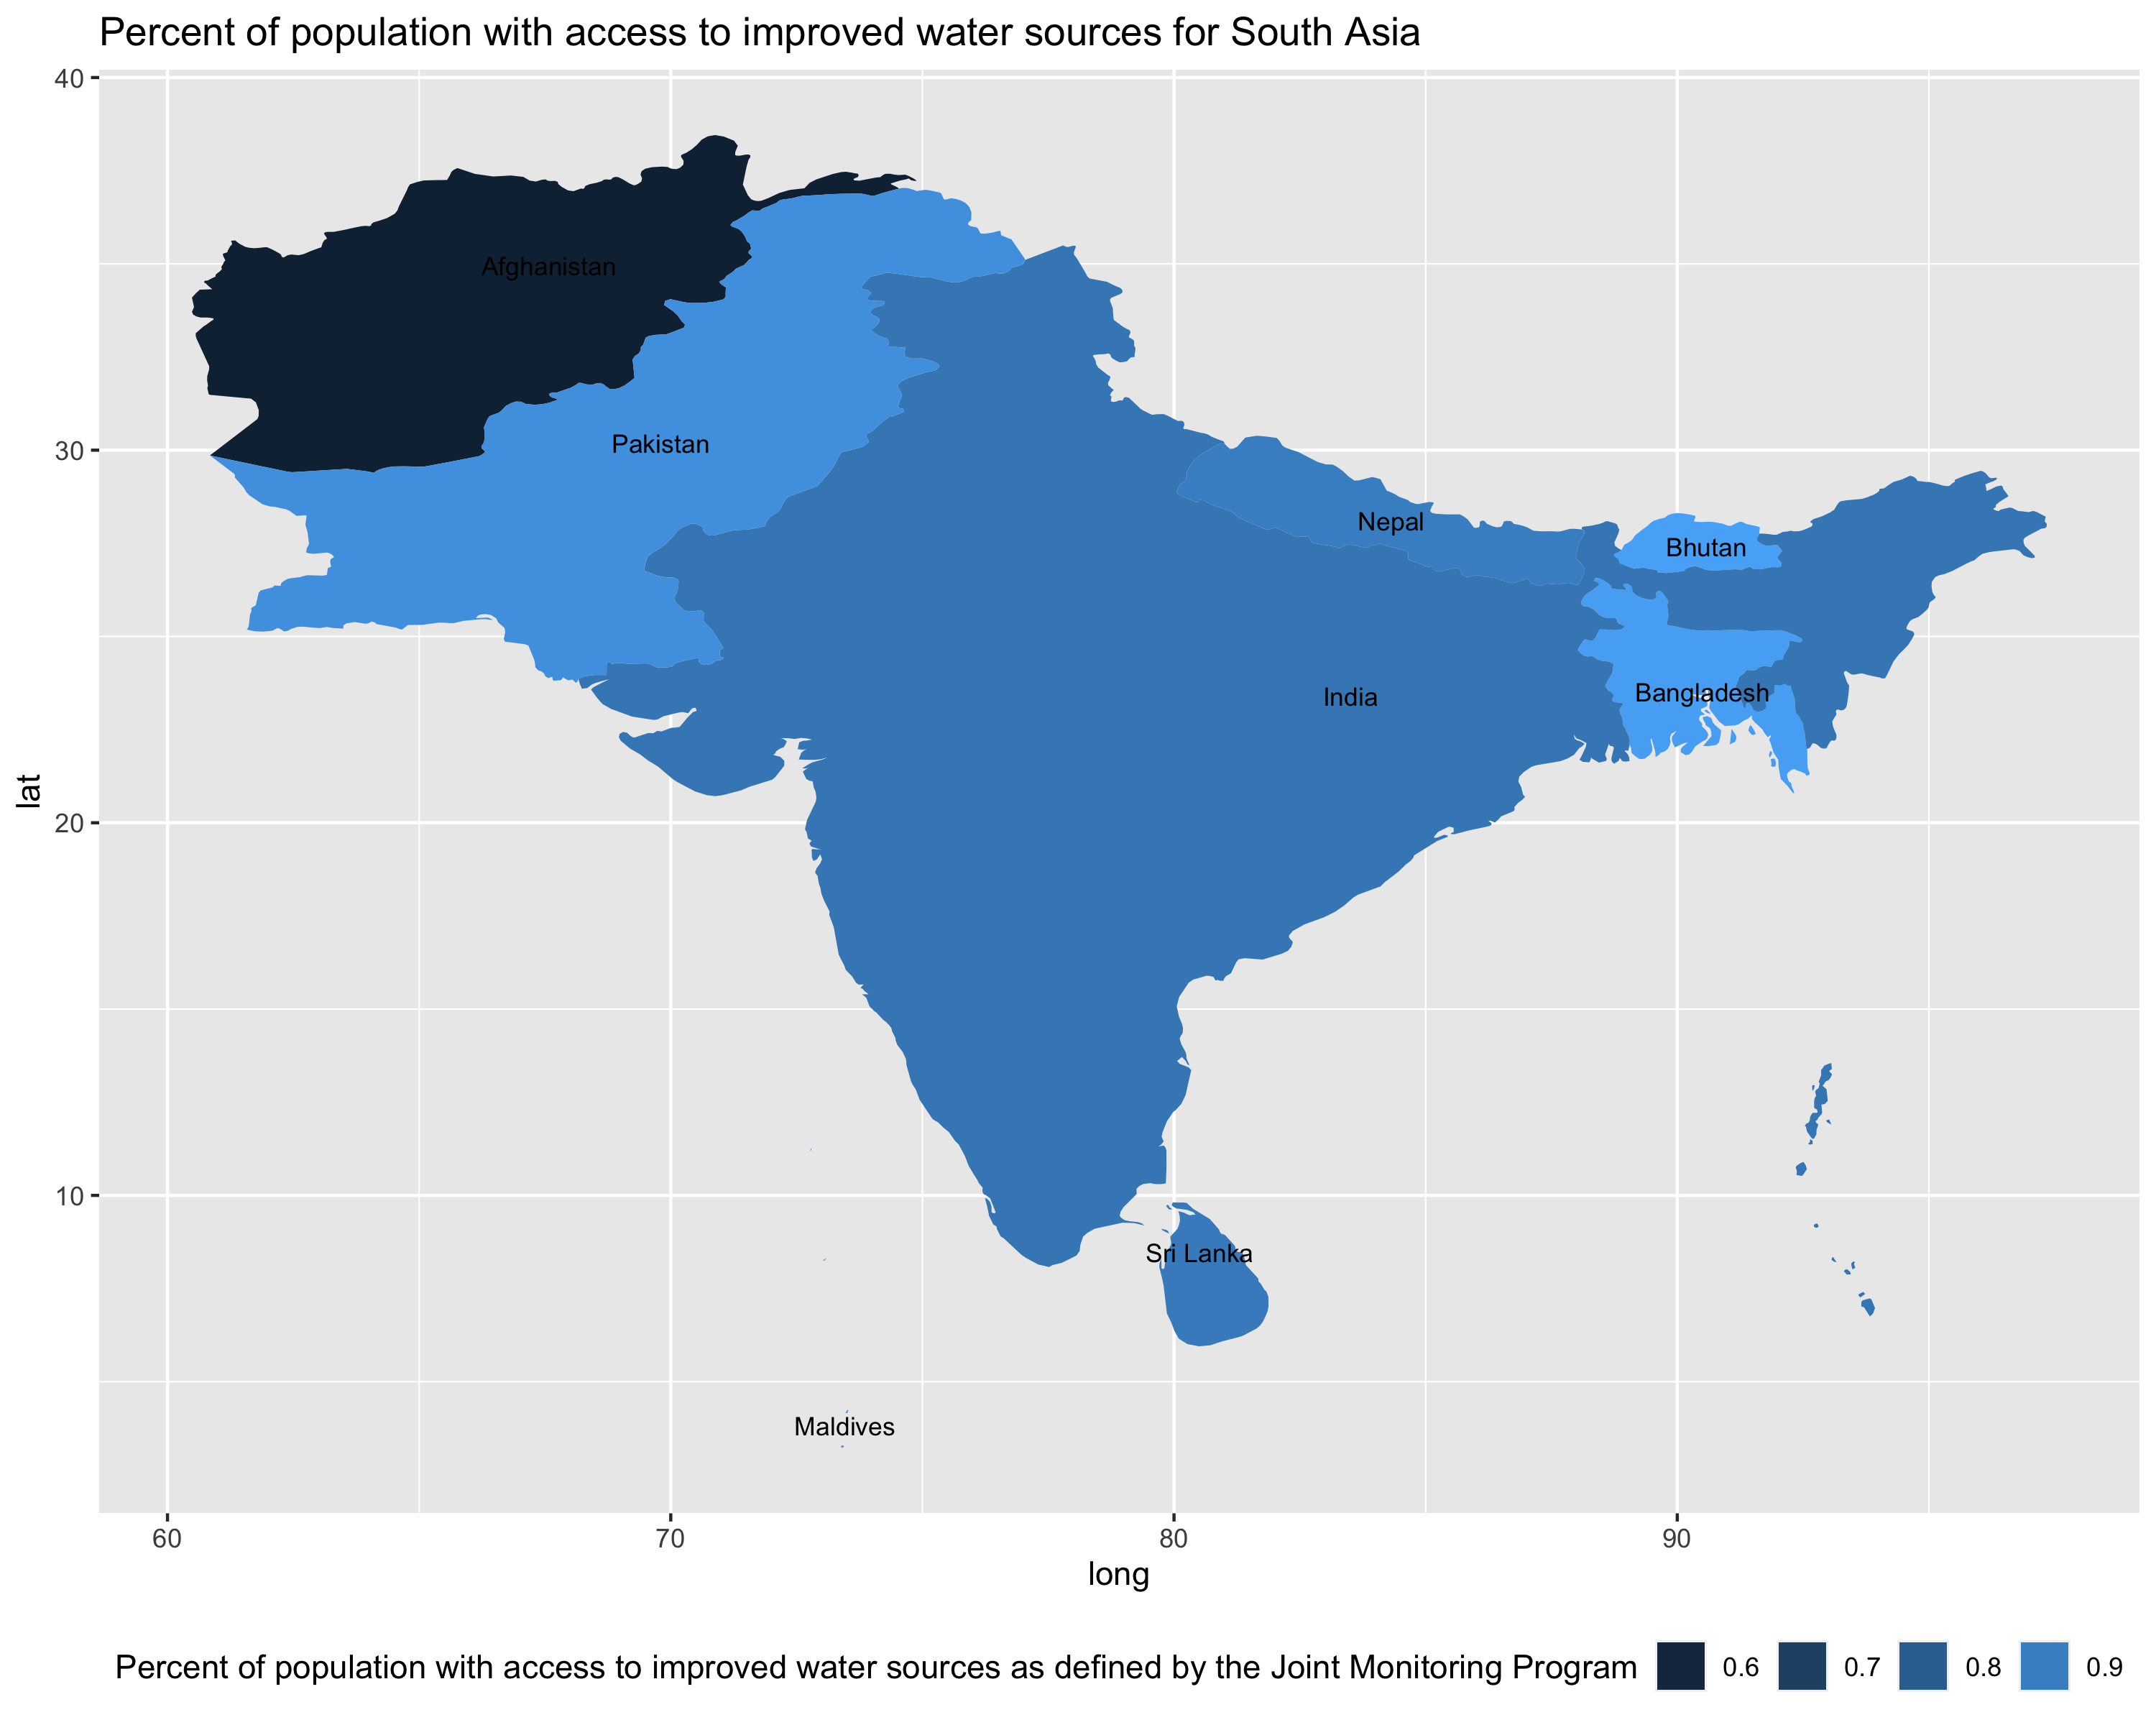 Percent of population with access to improved water sources for South Asia
40
30
20
10
lat
Afghanistan
Pakistan
Nepal
Bhutan
India
Bangladesh
Sri Lanka
Maldives
60 70 80 90
long
Percent of population with access to improved water sources as defined by the Joint Monitoring Program 0.6 0.7 0.8 0.9